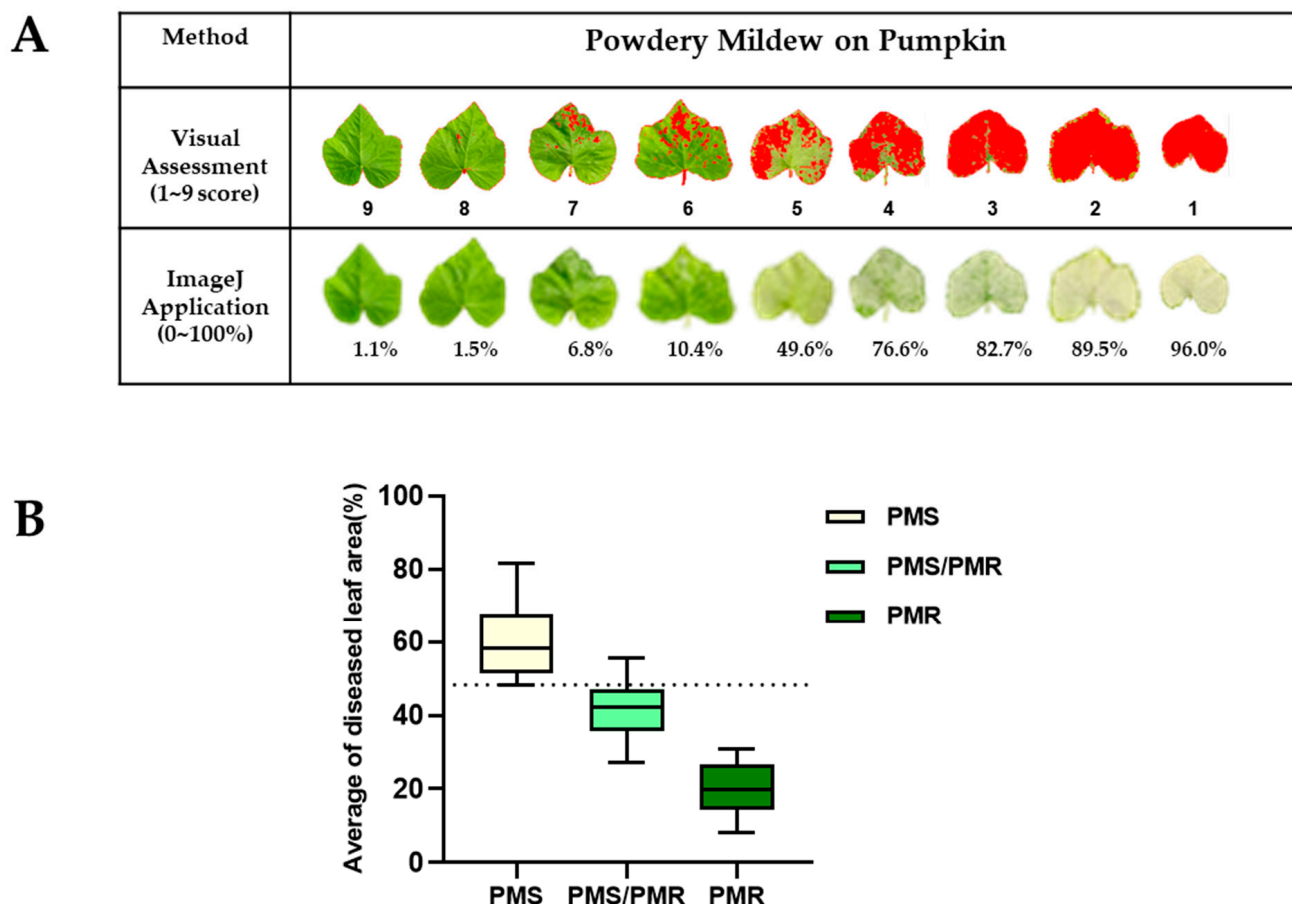 A
Method
Powdery Mildew on Pumpkin
Visual
Assessment
(1~9 score)
9 8 7 6 5 4 3 2 1
ImageJ
Application
(0~100%)
1.1% 1.5% 6.8% 10.4% 49.6% 76.6% 82.7% 89.5% 96.0%
B
Average of diseased leaf area(%)
100
80
60
40
20
0
PMS PMS/PMR PMR
PMS
PMS/PMR
PMR